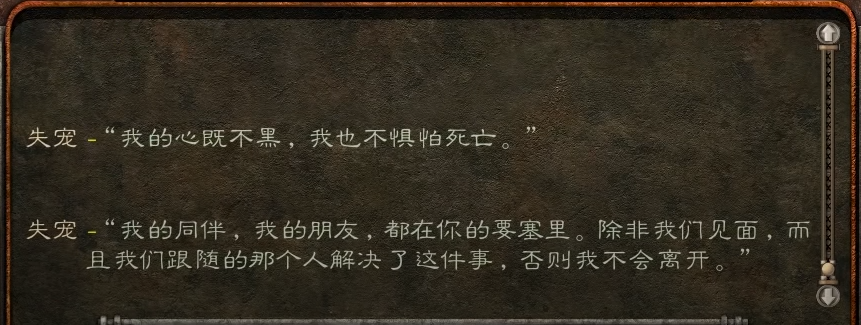 失宠 -“我的心既不黑，我也不惧怕死亡。”
失宠 -“我的同伴，我的朋友，都在你的要塞里。除非我们见面，而
且我们跟随的那个人解决了这件事，否则我不会离开。”